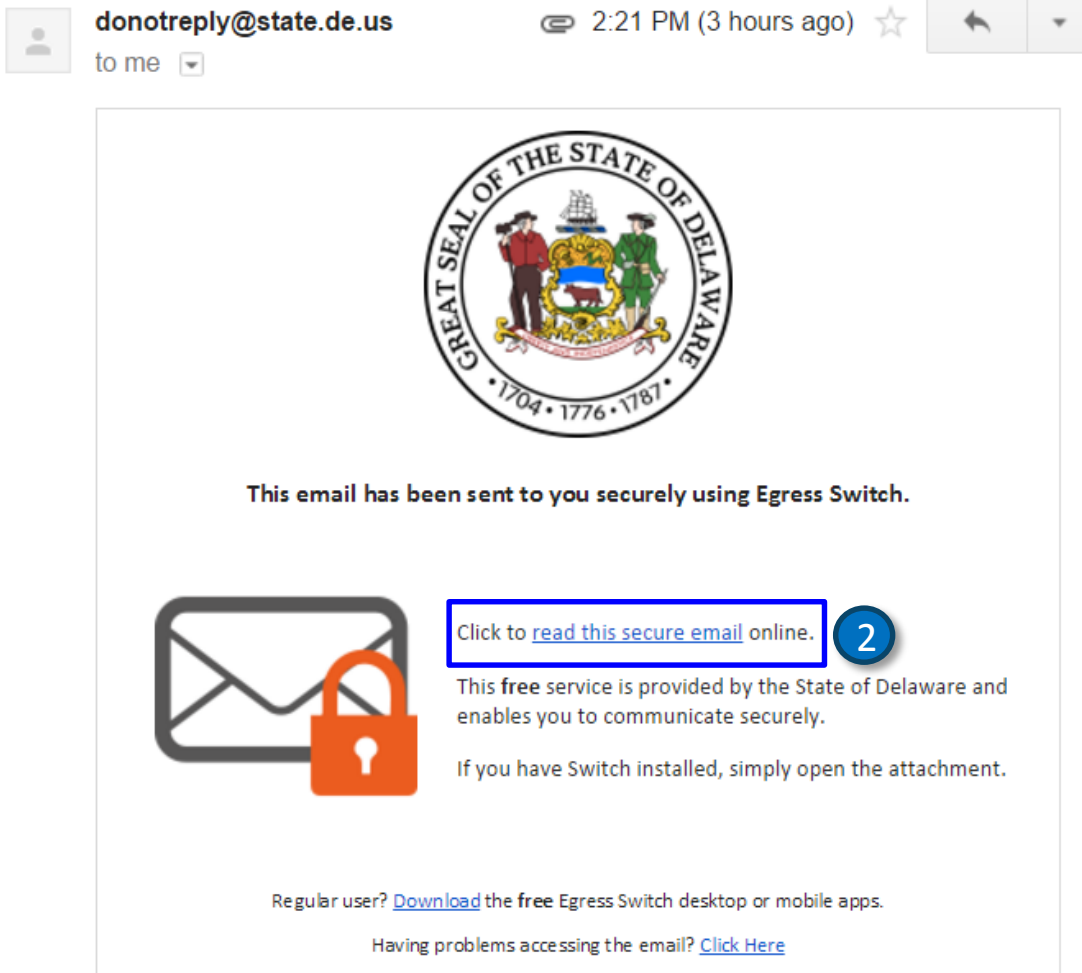 donotreply@state.de.us
2:21 PM (3 hours ago)
to me
GREAT SEAL OF THE STATE OF DELAWARE
• 1704 • 1776 • 1787 •
This email has been sent to you securely using Egress Switch.
Click to read this secure email online.
2
This free service is provided by the State of Delaware and
enables you to communicate securely.
If you have Switch installed, simply open the attachment.
Regular user? Download the free Egress Switch desktop or mobile apps.
Having problems accessing the email? Click Here